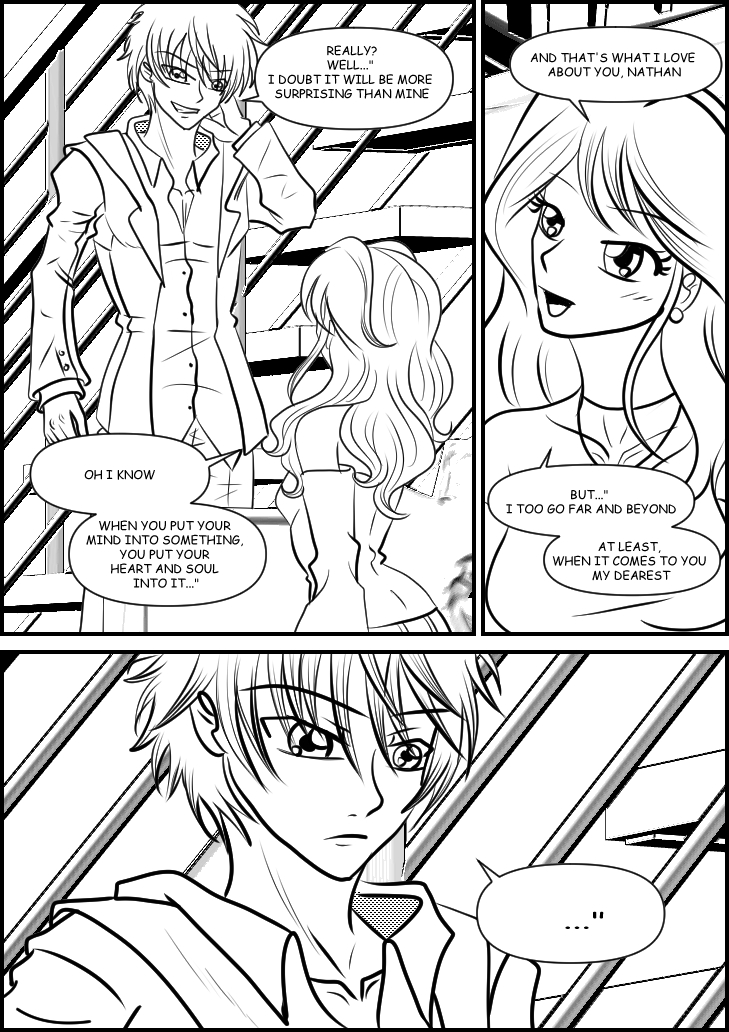 REALLY?
WELL..."
I DOUBT IT WILL BE MORE
SURPRISING THAN MINE
OH I KNOW
WHEN YOU PUT YOUR
MIND INTO SOMETHING,
YOU PUT YOUR
HEART AND SOUL
INTO IT..."
AND THAT'S WHAT I LOVE
ABOUT YOU, NATHAN
BUT..."
I TOO GO FAR AND BEYOND
AT LEAST,
WHEN IT COMES TO YOU
MY DEAREST
..."